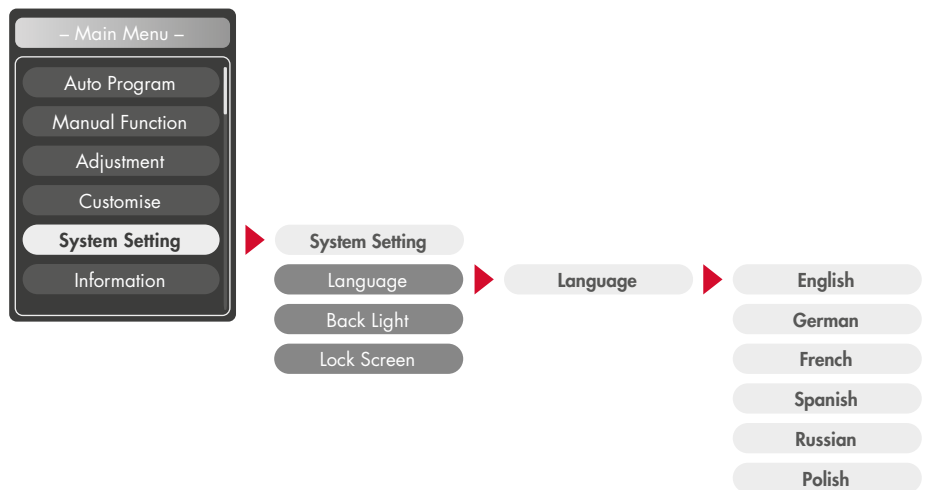 – Main Menu –
Auto Program
Manual Function
Adjustment
Customise
System Setting
Information
System Setting
Language
Back Light
Lock Screen
Language
English
German
French
Spanish
Russian
Polish